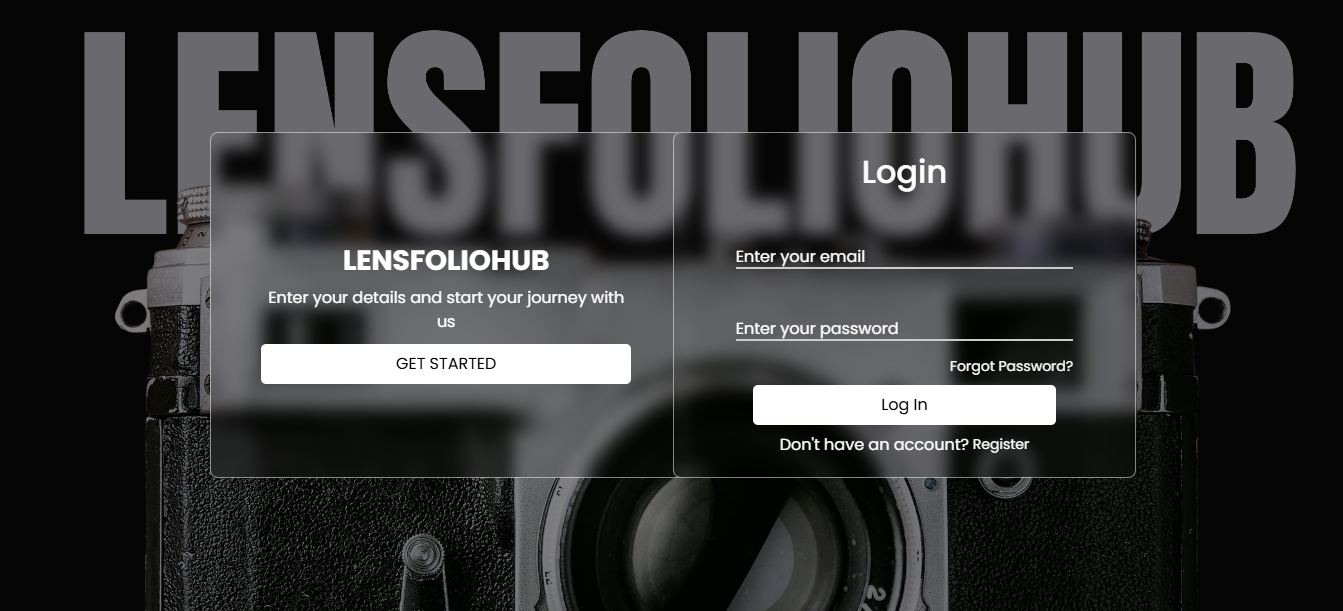 LENSFOLIOHUB
LENSFOLIOHUB
Enter your details and start your journey with
us
GET STARTED
Login
Enter your email
Enter your password
Forgot Password?
Log In
Don't have an account? Register